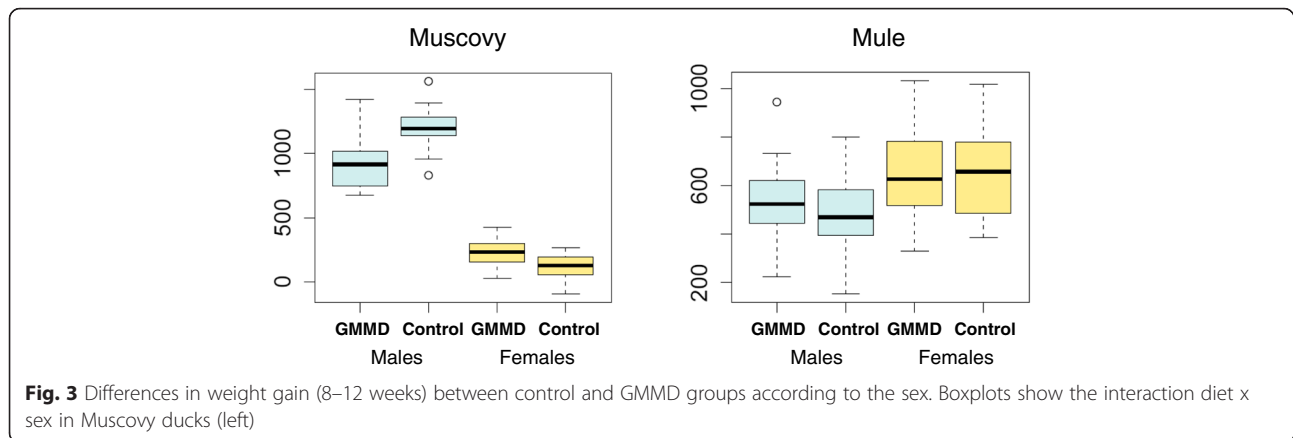 Muscovy
Mule
1000
500
0
1000
600
200
GMMD Control GMMD Control
Males Females
GMMD Control GMMD Control
Males Females
Fig. 3 Differences in weight gain (8–12 weeks) between control and GMMD groups according to the sex. Boxplots show the interaction diet x
sex in Muscovy ducks (left)